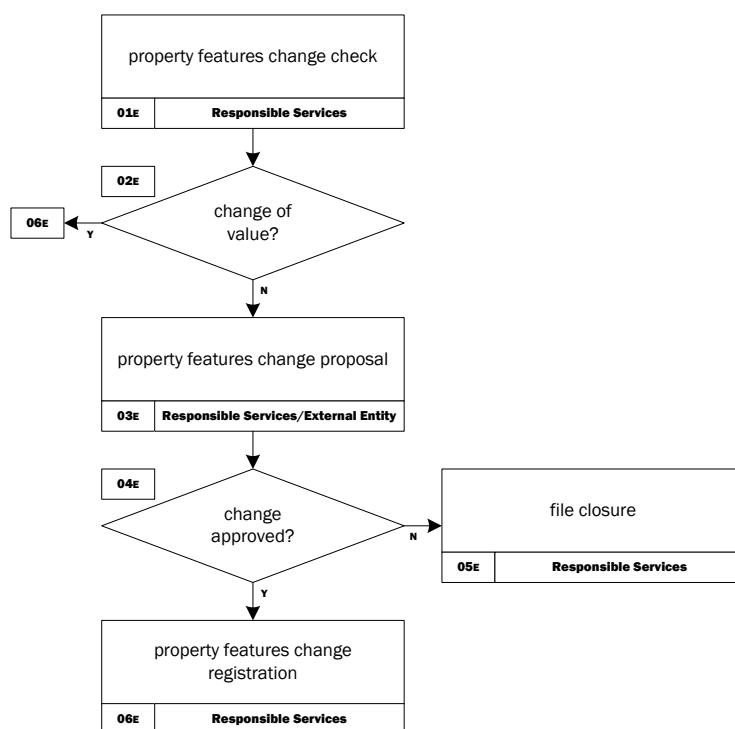 property features change check
01E Responsible Services
02E
change of
value?
06E
Y
N
property features change proposal
03E Responsible Services/External Entity
04E
change
approved?
N
file closure
05E Responsible Services
Y
property features change
registration
06E Responsible Services